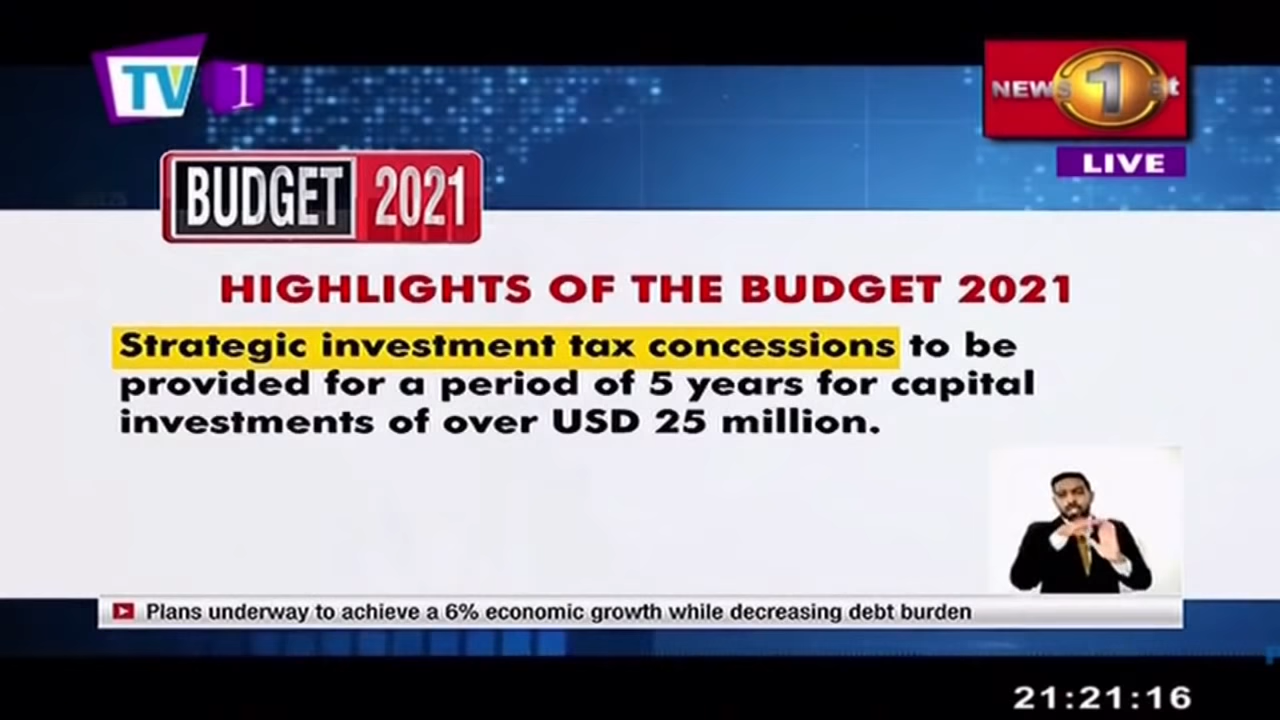 TV 1
NEWS 1st
LIVE
BUDGET 2021
HIGHLIGHTS OF THE BUDGET 2021
Strategic investment tax concessions to be
provided for a period of 5 years for capital
investments of over USD 25 million.
Plans underway to achieve a 6% economic growth while decreasing debt burden
21:21:16